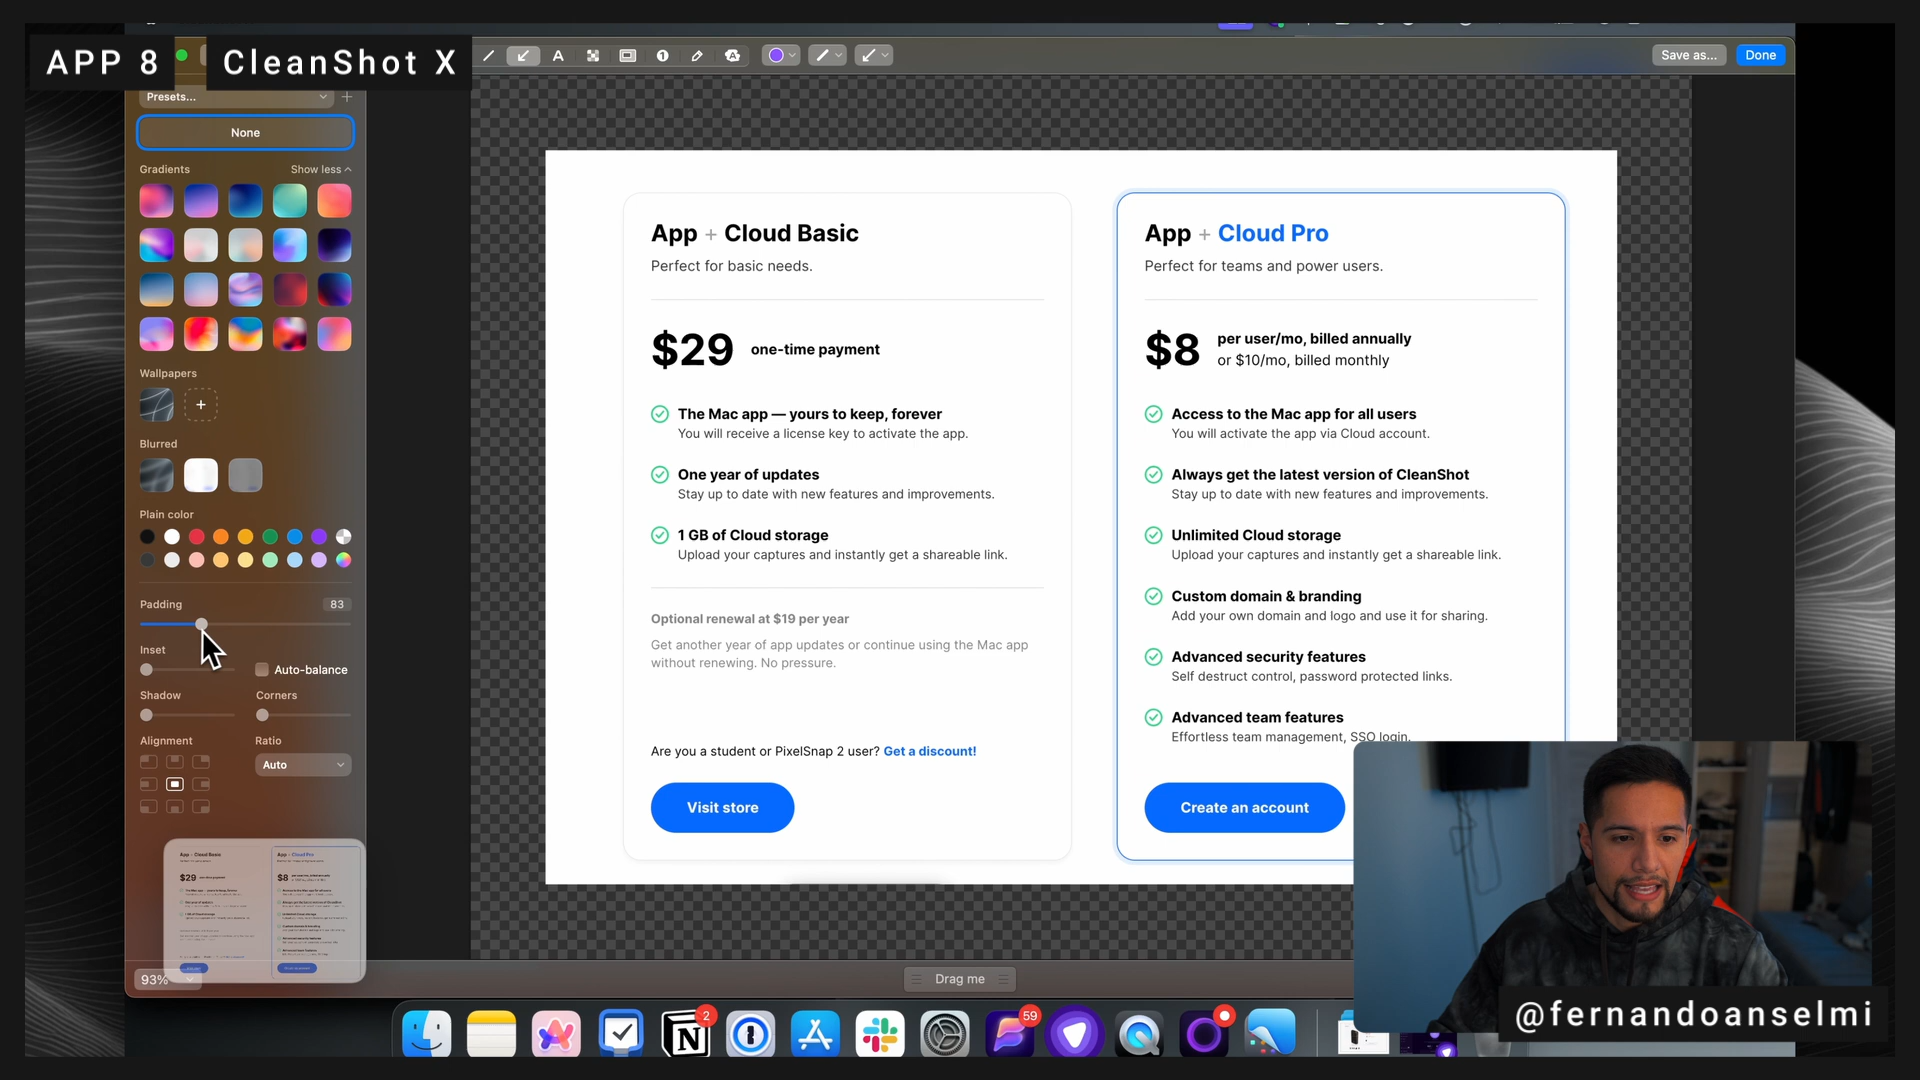 APP 8
CleanShot X
Save as...
Done
Presets...
None
Gradients
Show less
Wallpapers
Blurred
Plain color
Padding
83
Inset
Auto-balance
Shadow
Corners
Alignment
Ratio
Auto
93%
App + Cloud Basic
Perfect for basic needs.
$29
one-time payment
The Mac app — yours to keep, forever
You will receive a license key to activate the app.
One year of updates
Stay up to date with new features and improvements.
1 GB of Cloud storage
Upload your captures and instantly get a shareable link.
Optional renewal at $19 per year
Get another year of app updates or continue using the Mac app
without renewing. No pressure.
Are you a student or PixelSnap 2 user? Get a discount!
Visit store
App + Cloud Pro
Perfect for teams and power users.
$8
per user/mo, billed annually
or $10/mo, billed monthly
Access to the Mac app for all users
You will activate the app via Cloud account.
Always get the latest version of CleanShot
Stay up to date with new features and improvements.
Unlimited Cloud storage
Upload your captures and instantly get a shareable link.
Custom domain & branding
Add your own domain and logo and use it for sharing.
Advanced security features
Self destruct control, password protected links.
Advanced team features
Effortless team management, SSO login.
Create an account
App + Cloud Basic
App + Cloud Pro
$29
$8
Drag me
2
59
@fernandoanselmi